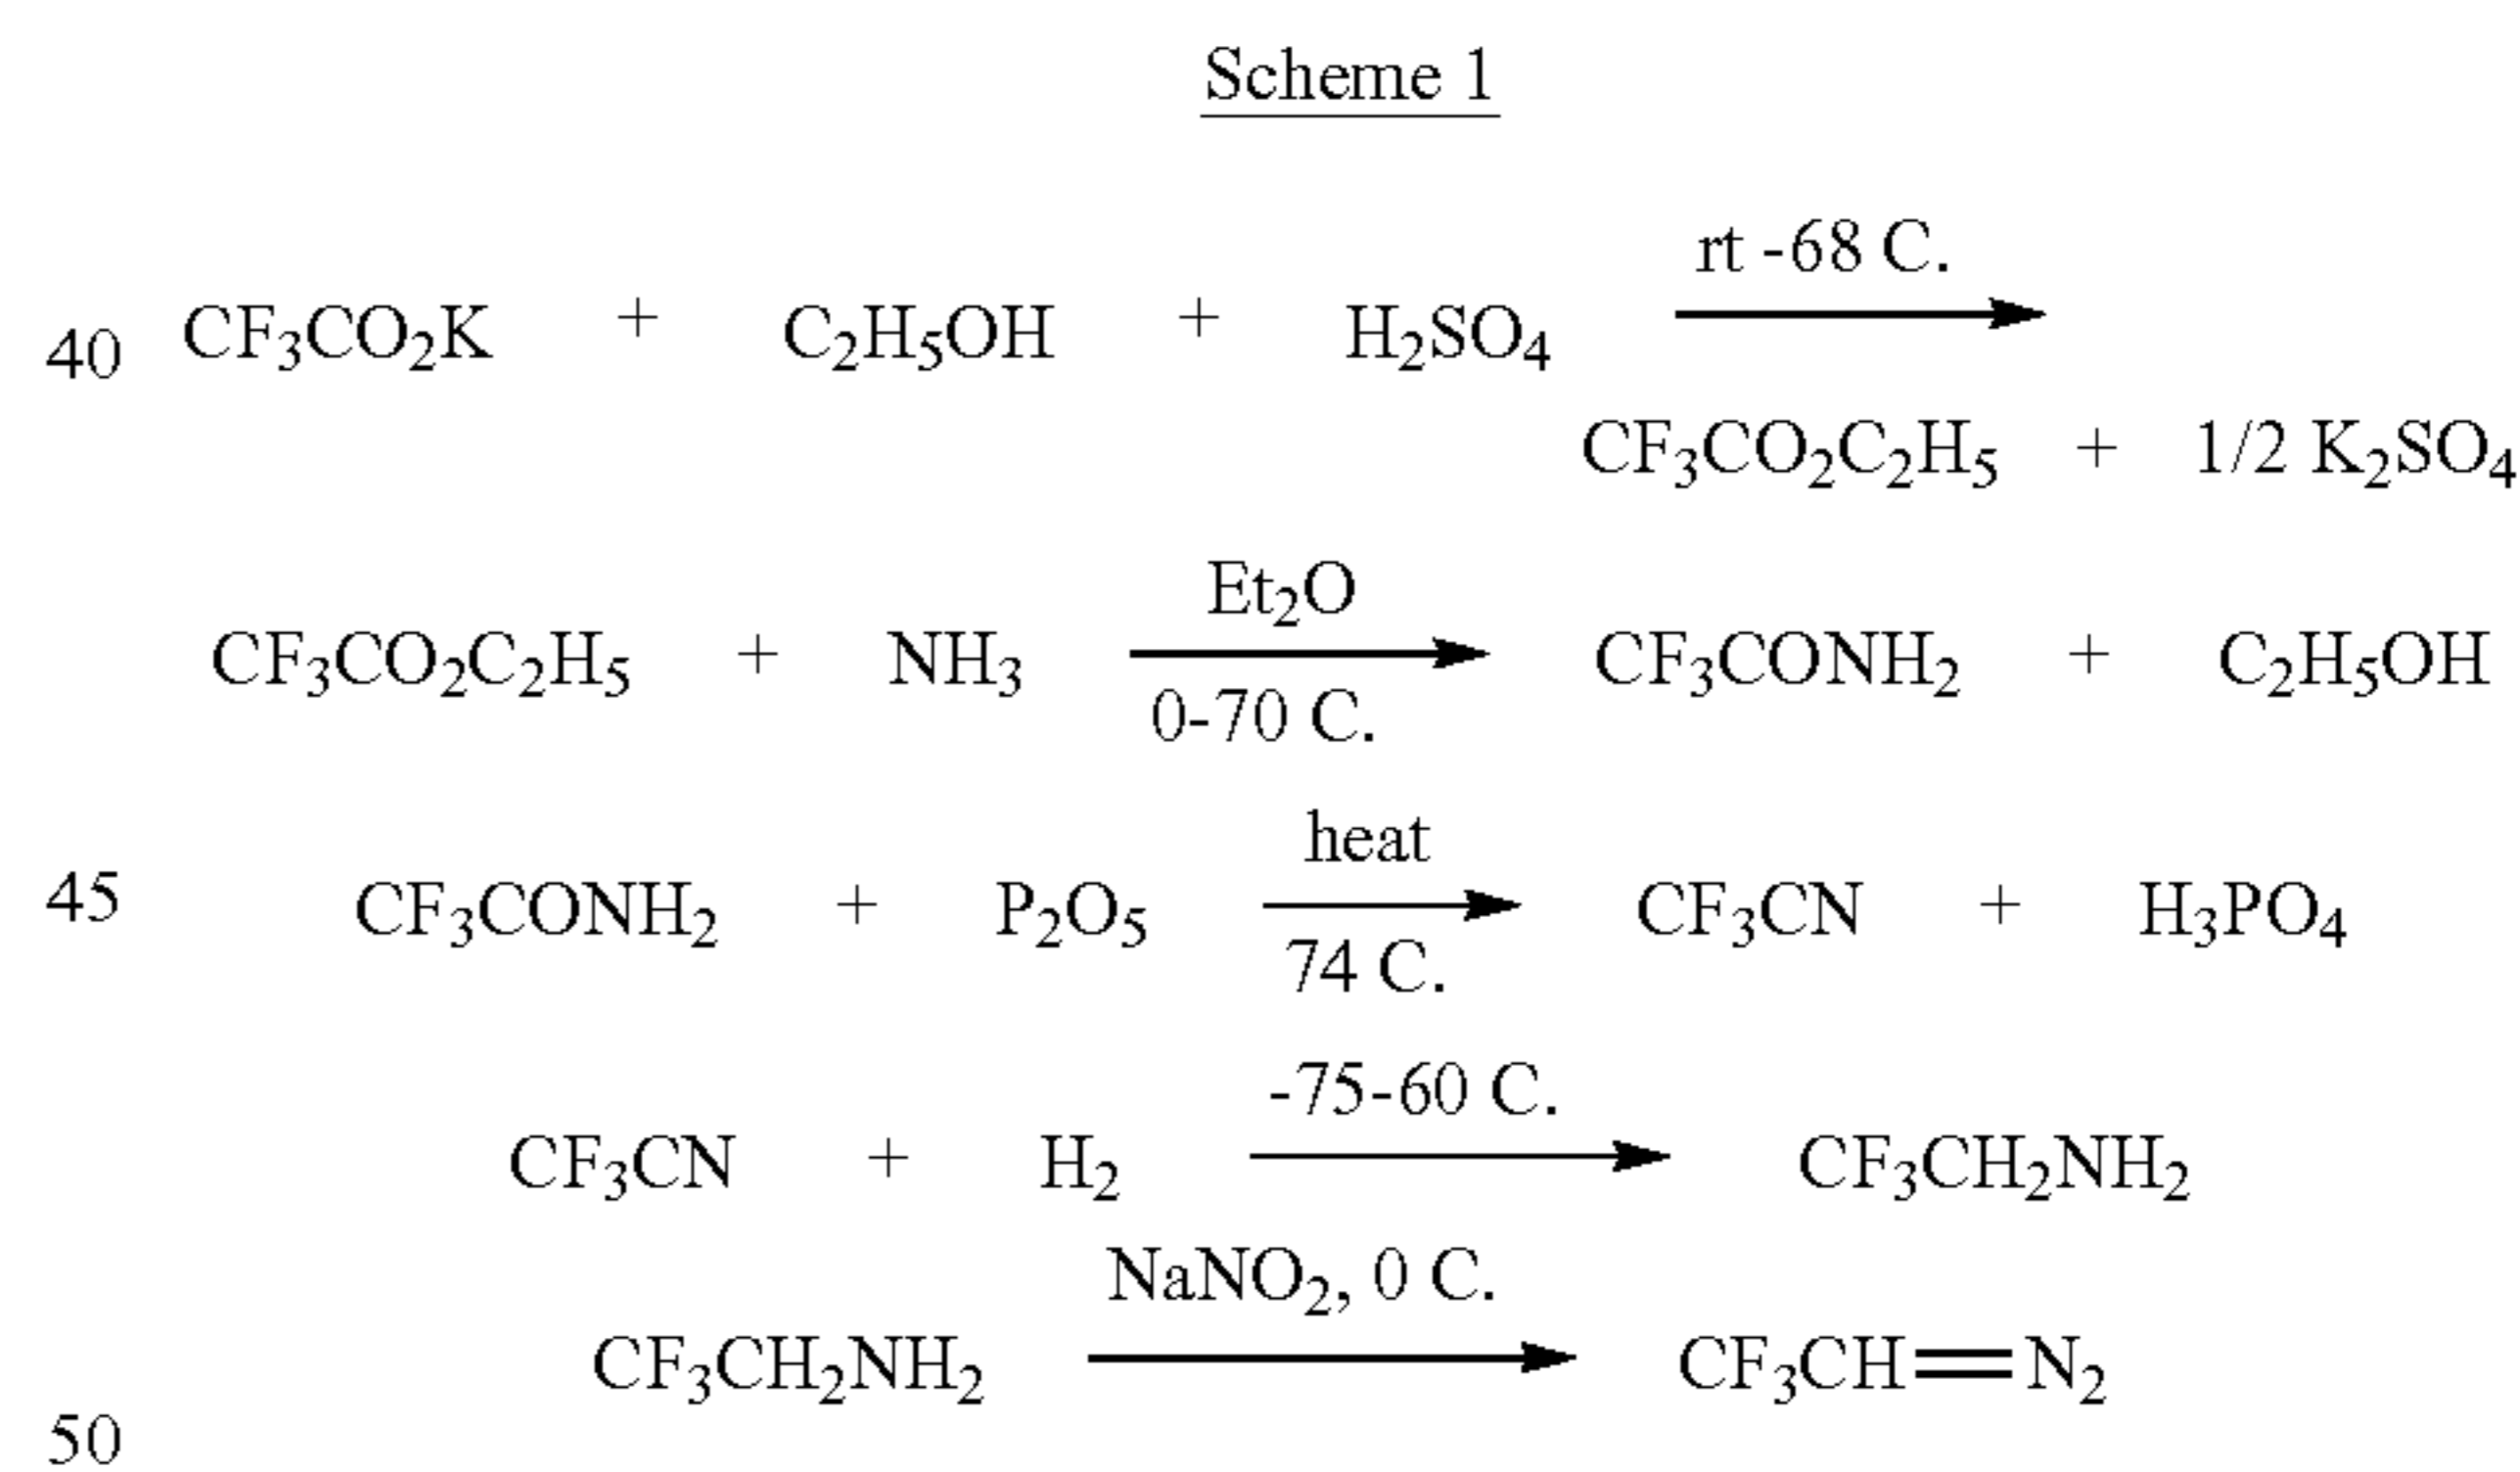 Scheme 1
rt -68 C.
40 CF₃CO₂K + C₂H₅OH + H₂SO₄
CF₃CO₂C₂H₅ + 1/2 K₂SO₄
Et₂O
CF₃CO₂C₂H₅ + NH₃ CF₃CONH₂ + C₂H₅OH
0-70 C.
heat
45 CF₃CONH₂ + P₂O₅ CF₃CN + H₃PO₄
74 C.
-75-60 C.
CF₃CN + H₂ CF₃CH₂NH₂
NaNO₂, 0 C.
CF₃CH₂NH₂ CF₃CH=N₂
50